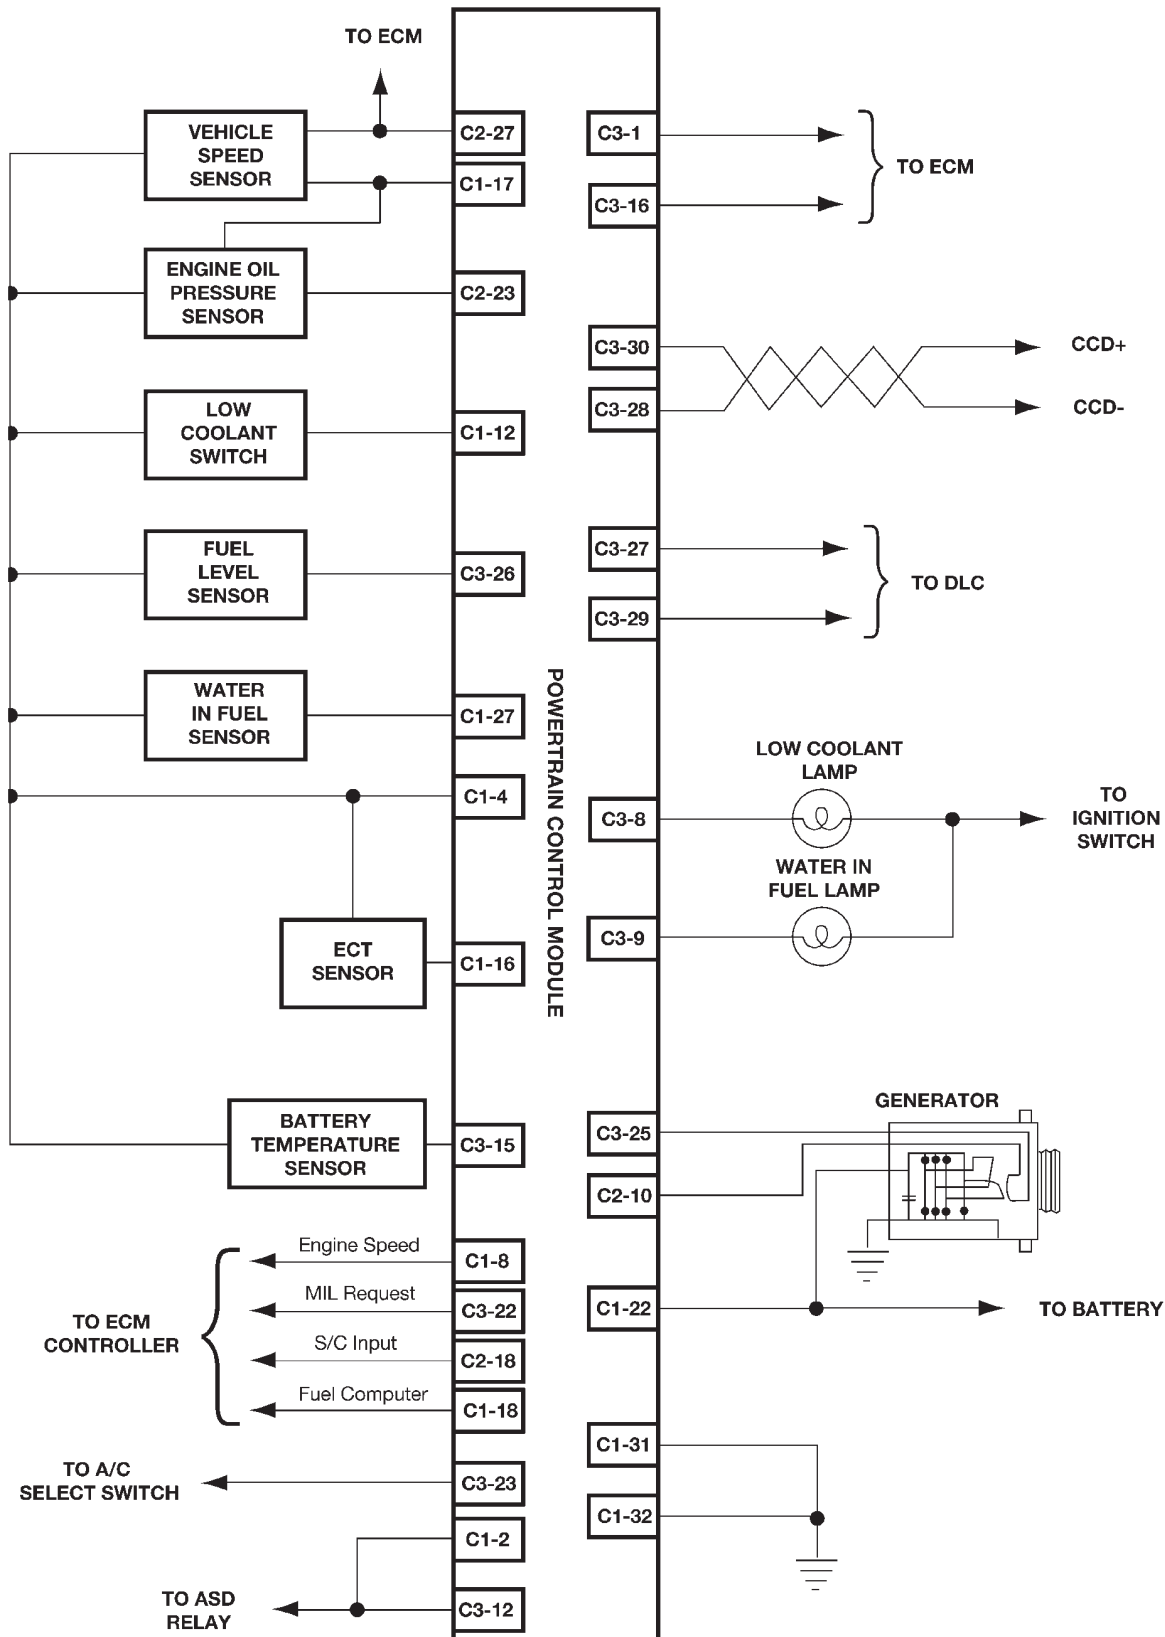 TO ECM
VEHICLE
SPEED
SENSOR
C2-27
C1-17
ENGINE OIL
PRESSURE
SENSOR
C2-23
LOW
COOLANT
SWITCH
C1-12
FUEL
LEVEL
SENSOR
C3-26
WATER
IN FUEL
SENSOR
C1-27
C1-4
ECT
SENSOR
C1-16
BATTERY
TEMPERATURE
SENSOR
C3-15
TO ECM
CONTROLLER
Engine Speed
C1-8
MIL Request
C3-22
S/C Input
C2-18
Fuel Computer
C1-18
TO A/C
SELECT SWITCH
C3-23
C1-2
TO ASD
RELAY
C3-12
POWERTRAIN CONTROL MODULE
C3-1
C3-16
TO ECM
C3-30
CCD+
C3-28
CCD-
C3-27
C3-29
TO DLC
LOW COOLANT
LAMP
C3-8
TO
IGNITION
SWITCH
WATER IN
FUEL LAMP
C3-9
GENERATOR
C3-25
C2-10
C1-22
TO BATTERY
C1-31
C1-32